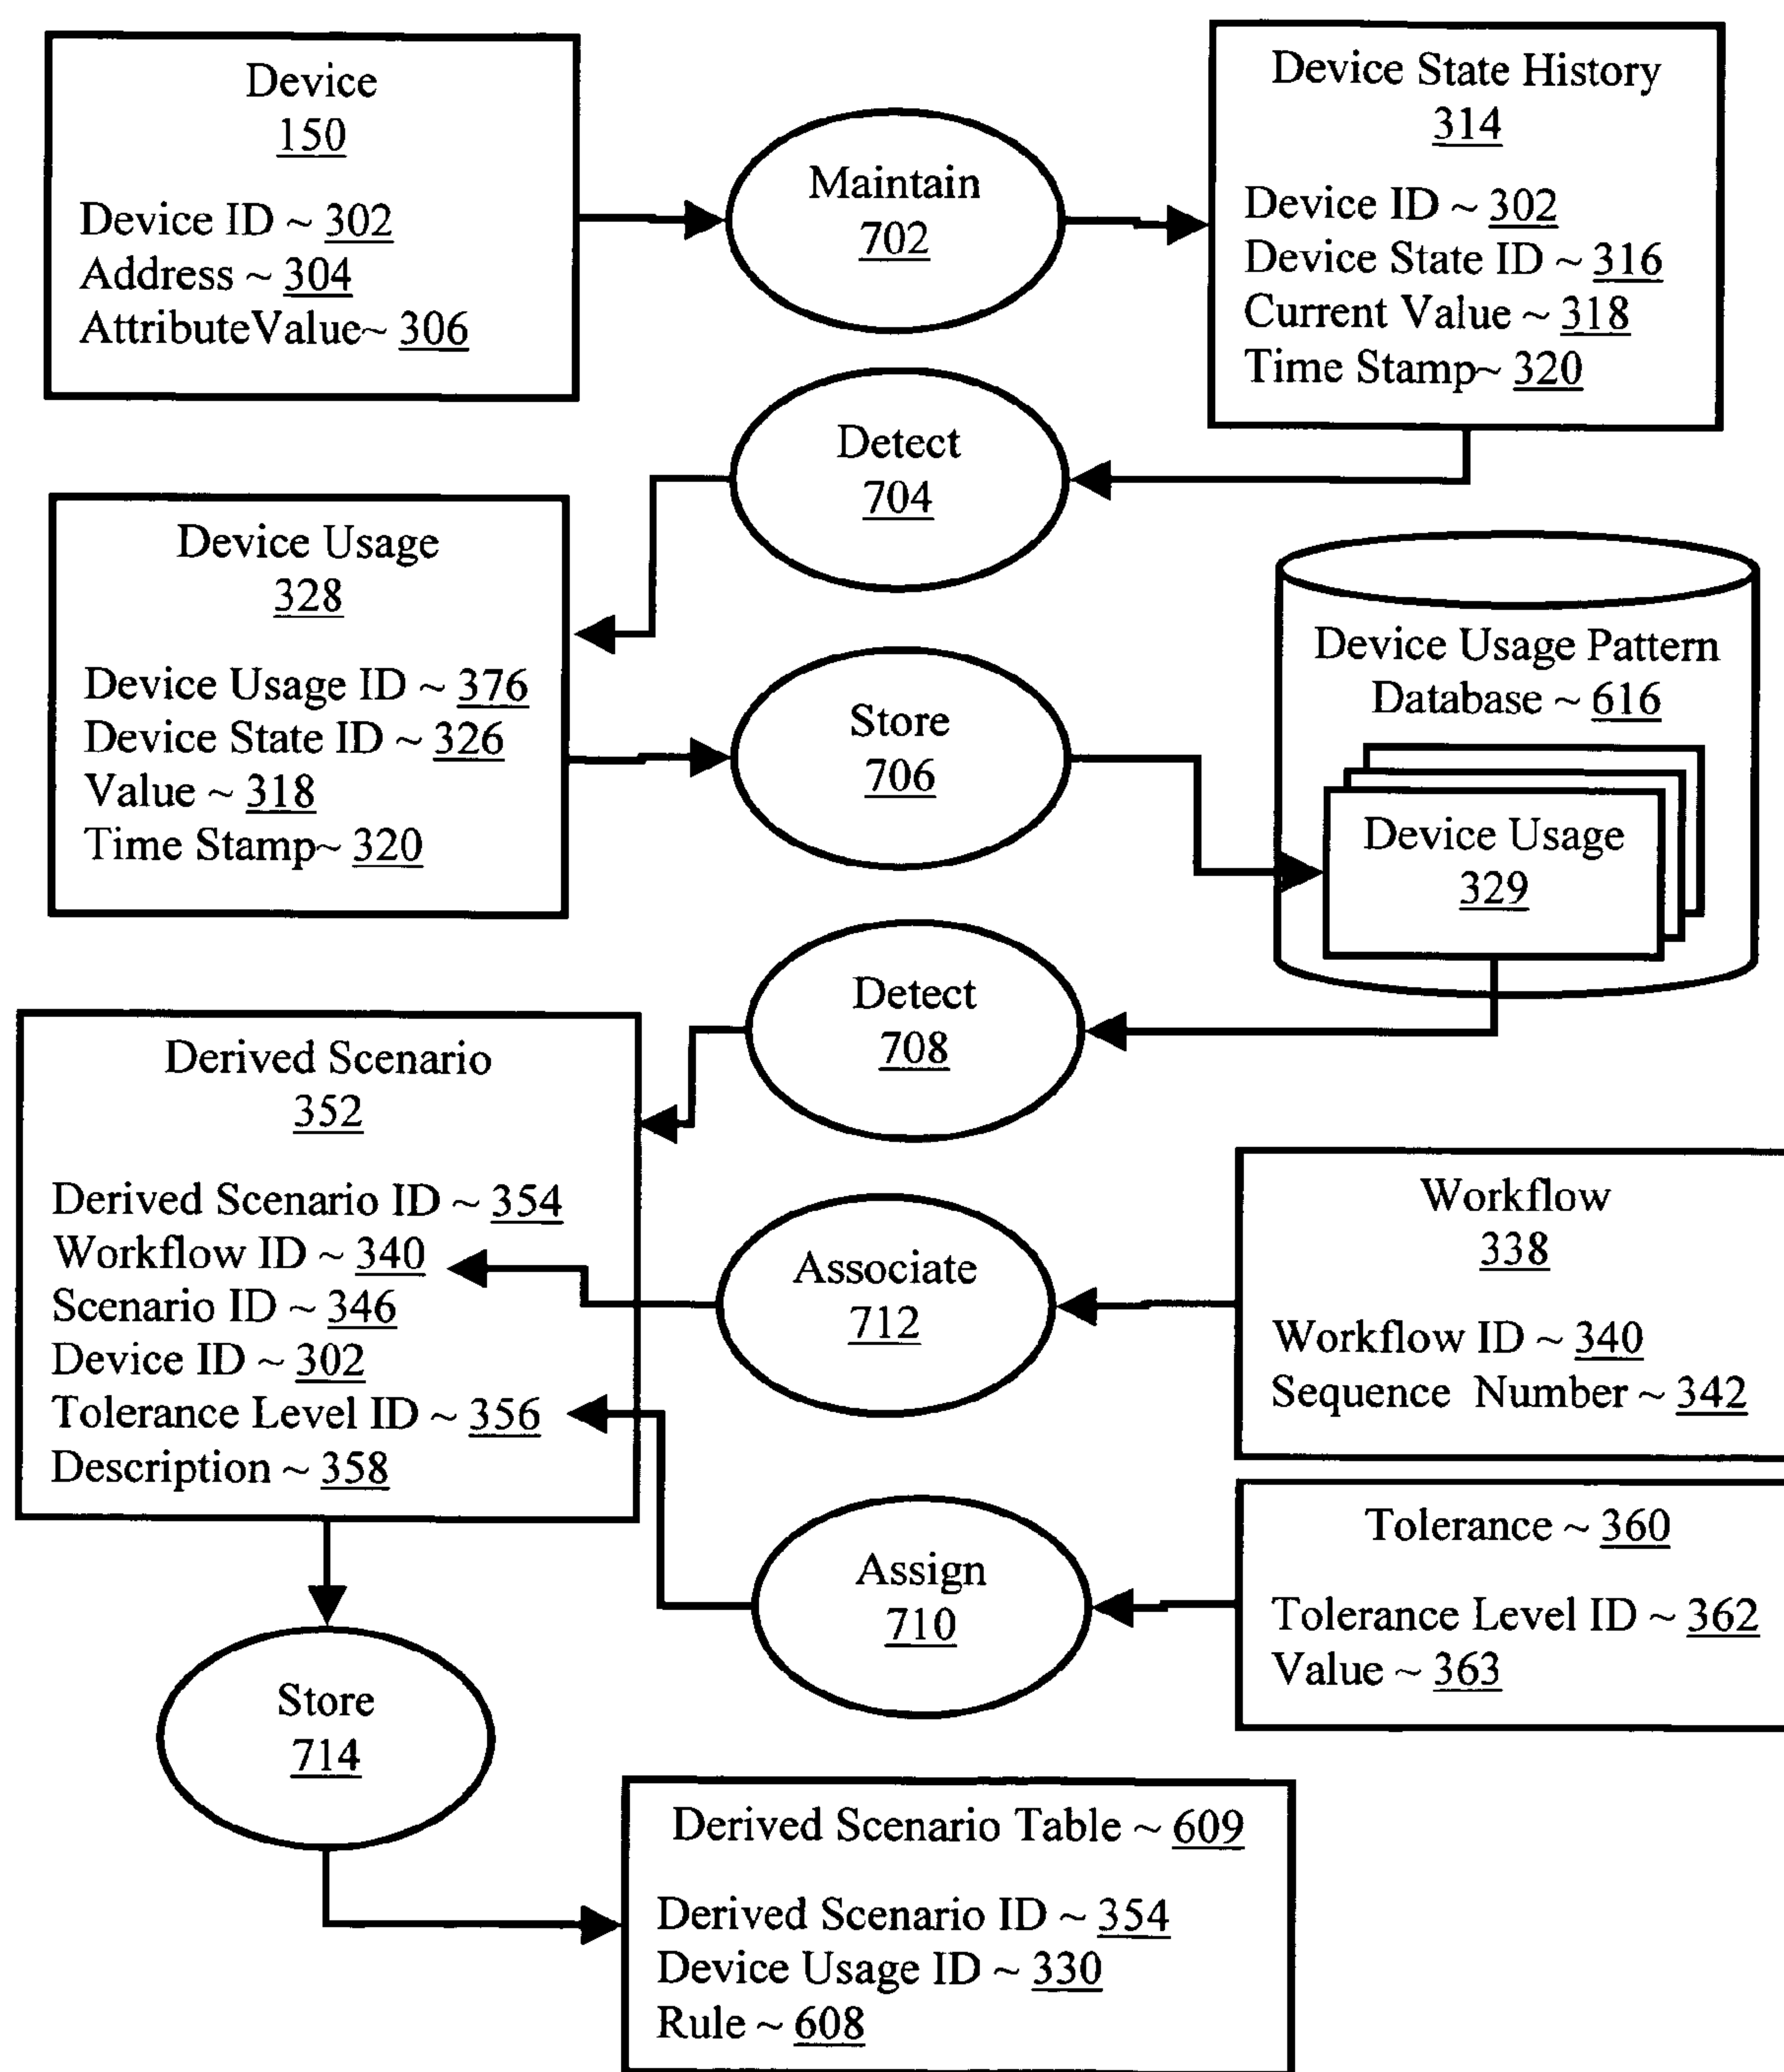 Device
150
Device ID ~ 302
Address ~ 304
AttributeValue~ 306
Maintain
702
Device State History
314
Device ID ~ 302
Device State ID ~ 316
Current Value ~ 318
Time Stamp~ 320
Detect
704
Device Usage
328
Device Usage ID ~ 376
Device State ID ~ 326
Value ~ 318
Time Stamp~ 320
Store
706
Device Usage Pattern
Database ~ 616
Device Usage
329
Detect
708
Derived Scenario
352
Derived Scenario ID ~ 354
Workflow ID ~ 340
Scenario ID ~ 346
Device ID ~ 302
Tolerance Level ID ~ 356
Description ~ 358
Associate
712
Workflow
338
Workflow ID ~ 340
Sequence Number ~ 342
Assign
710
Tolerance ~ 360
Tolerance Level ID ~ 362
Value ~ 363
Store
714
Derived Scenario Table ~ 609
Derived Scenario ID ~ 354
Device Usage ID ~ 330
Rule ~ 608